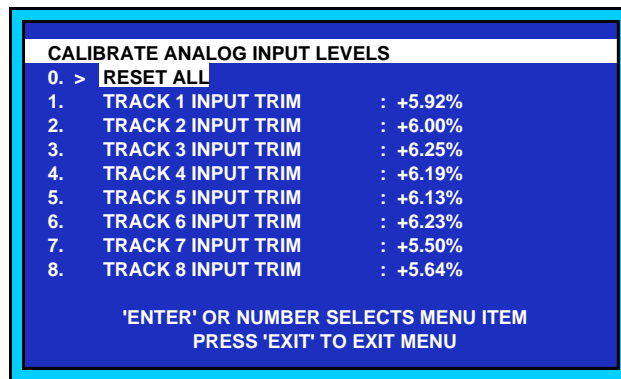 CALIBRATE ANALOG INPUT LEVELS
0. > RESET ALL
1. TRACK 1 INPUT TRIM : +5.92%
2. TRACK 2 INPUT TRIM : +6.00%
3. TRACK 3 INPUT TRIM : +6.25%
4. TRACK 4 INPUT TRIM : +6.19%
5. TRACK 5 INPUT TRIM : +6.13%
6. TRACK 6 INPUT TRIM : +6.23%
7. TRACK 7 INPUT TRIM : +5.50%
8. TRACK 8 INPUT TRIM : +5.64%
'ENTER' OR NUMBER SELECTS MENU ITEM
PRESS 'EXIT' TO EXIT MENU